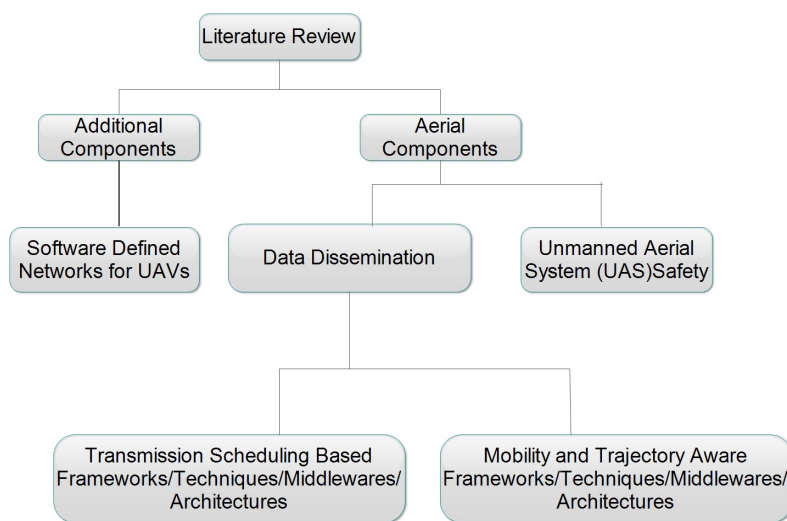 Literature Review
Additional
Components
Aerial
Components
Software Defined
Networks for UAVs
Data Dissemination
Unmanned Aerial
System (UAS)Safety
Transmission Scheduling Based
Frameworks/Techniques/Middlewares/
Architectures
Mobility and Trajectory Aware
Frameworks/Techniques/Middlewares/
Architectures